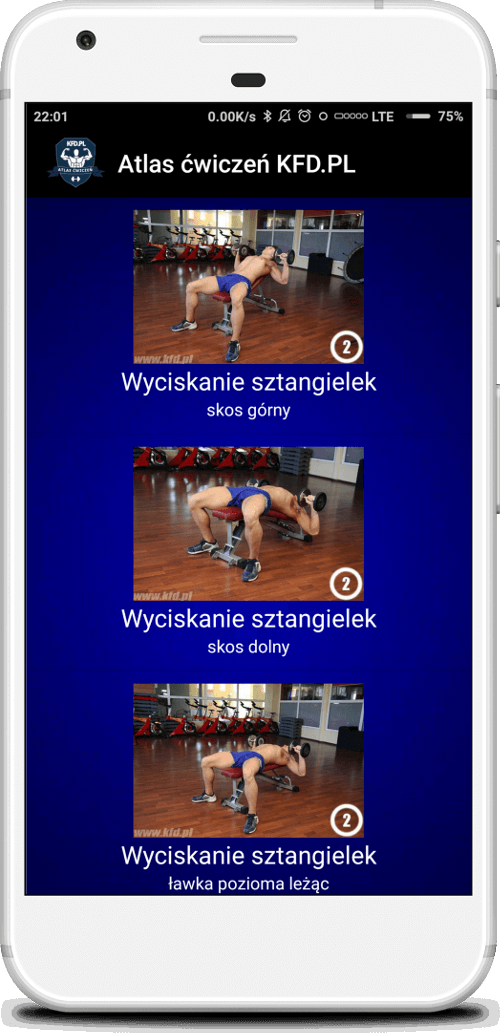 22:01
0.00K/s
LTE
75%
KFD.PL
ATLAS ĆWICZEŃ
Atlas ćwiczeń KFD.PL
www.kfd.pl
2
Wyciskanie sztangielek
skos górny
www.kfd.pl
2
Wyciskanie sztangielek
skos dolny
www.kfd.pl
2
Wyciskanie sztangielek
ławka pozioma leżąc